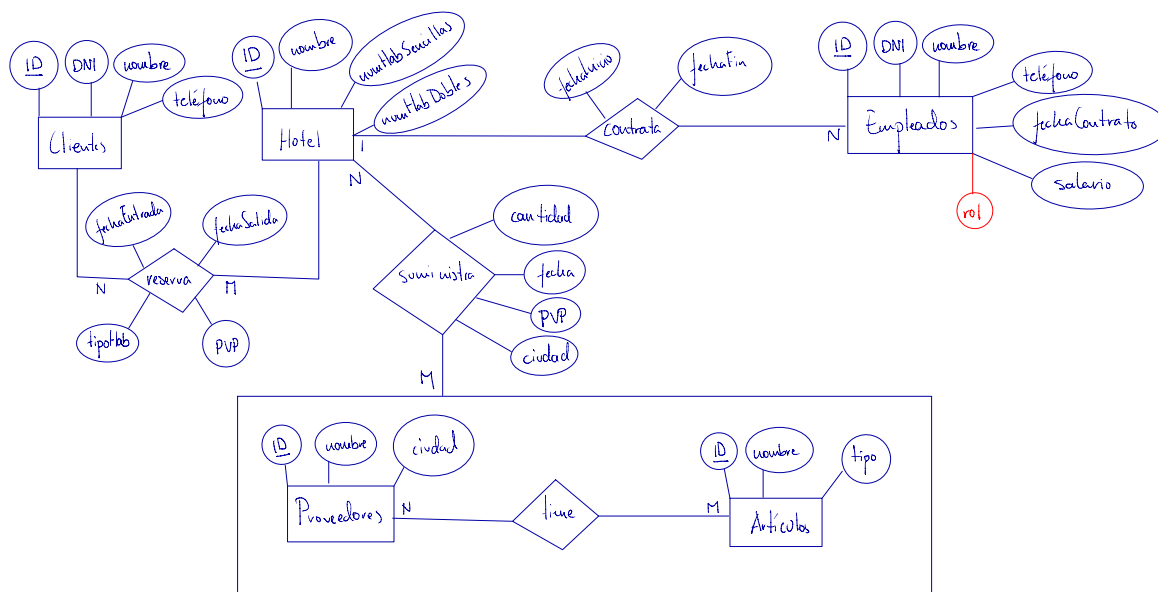 ID
DNI
nombre
teléfono
Clientes
ID
nombre
numHabSencillas
numHabDobles
Hotel
fechaInicio
fechaFin
Contrata
1
N
ID
DNI
nombre
teléfono
fechaContrato
salario
rol
Empleados
fechaEntrada
fechaSalida
reserva
N
M
tipoHab
PVP
N
suministra
cantidad
fecha
PVP
ciudad
M
ID
nombre
ciudad
Proveedores
N
tiene
M
ID
nombre
tipo
Artículos